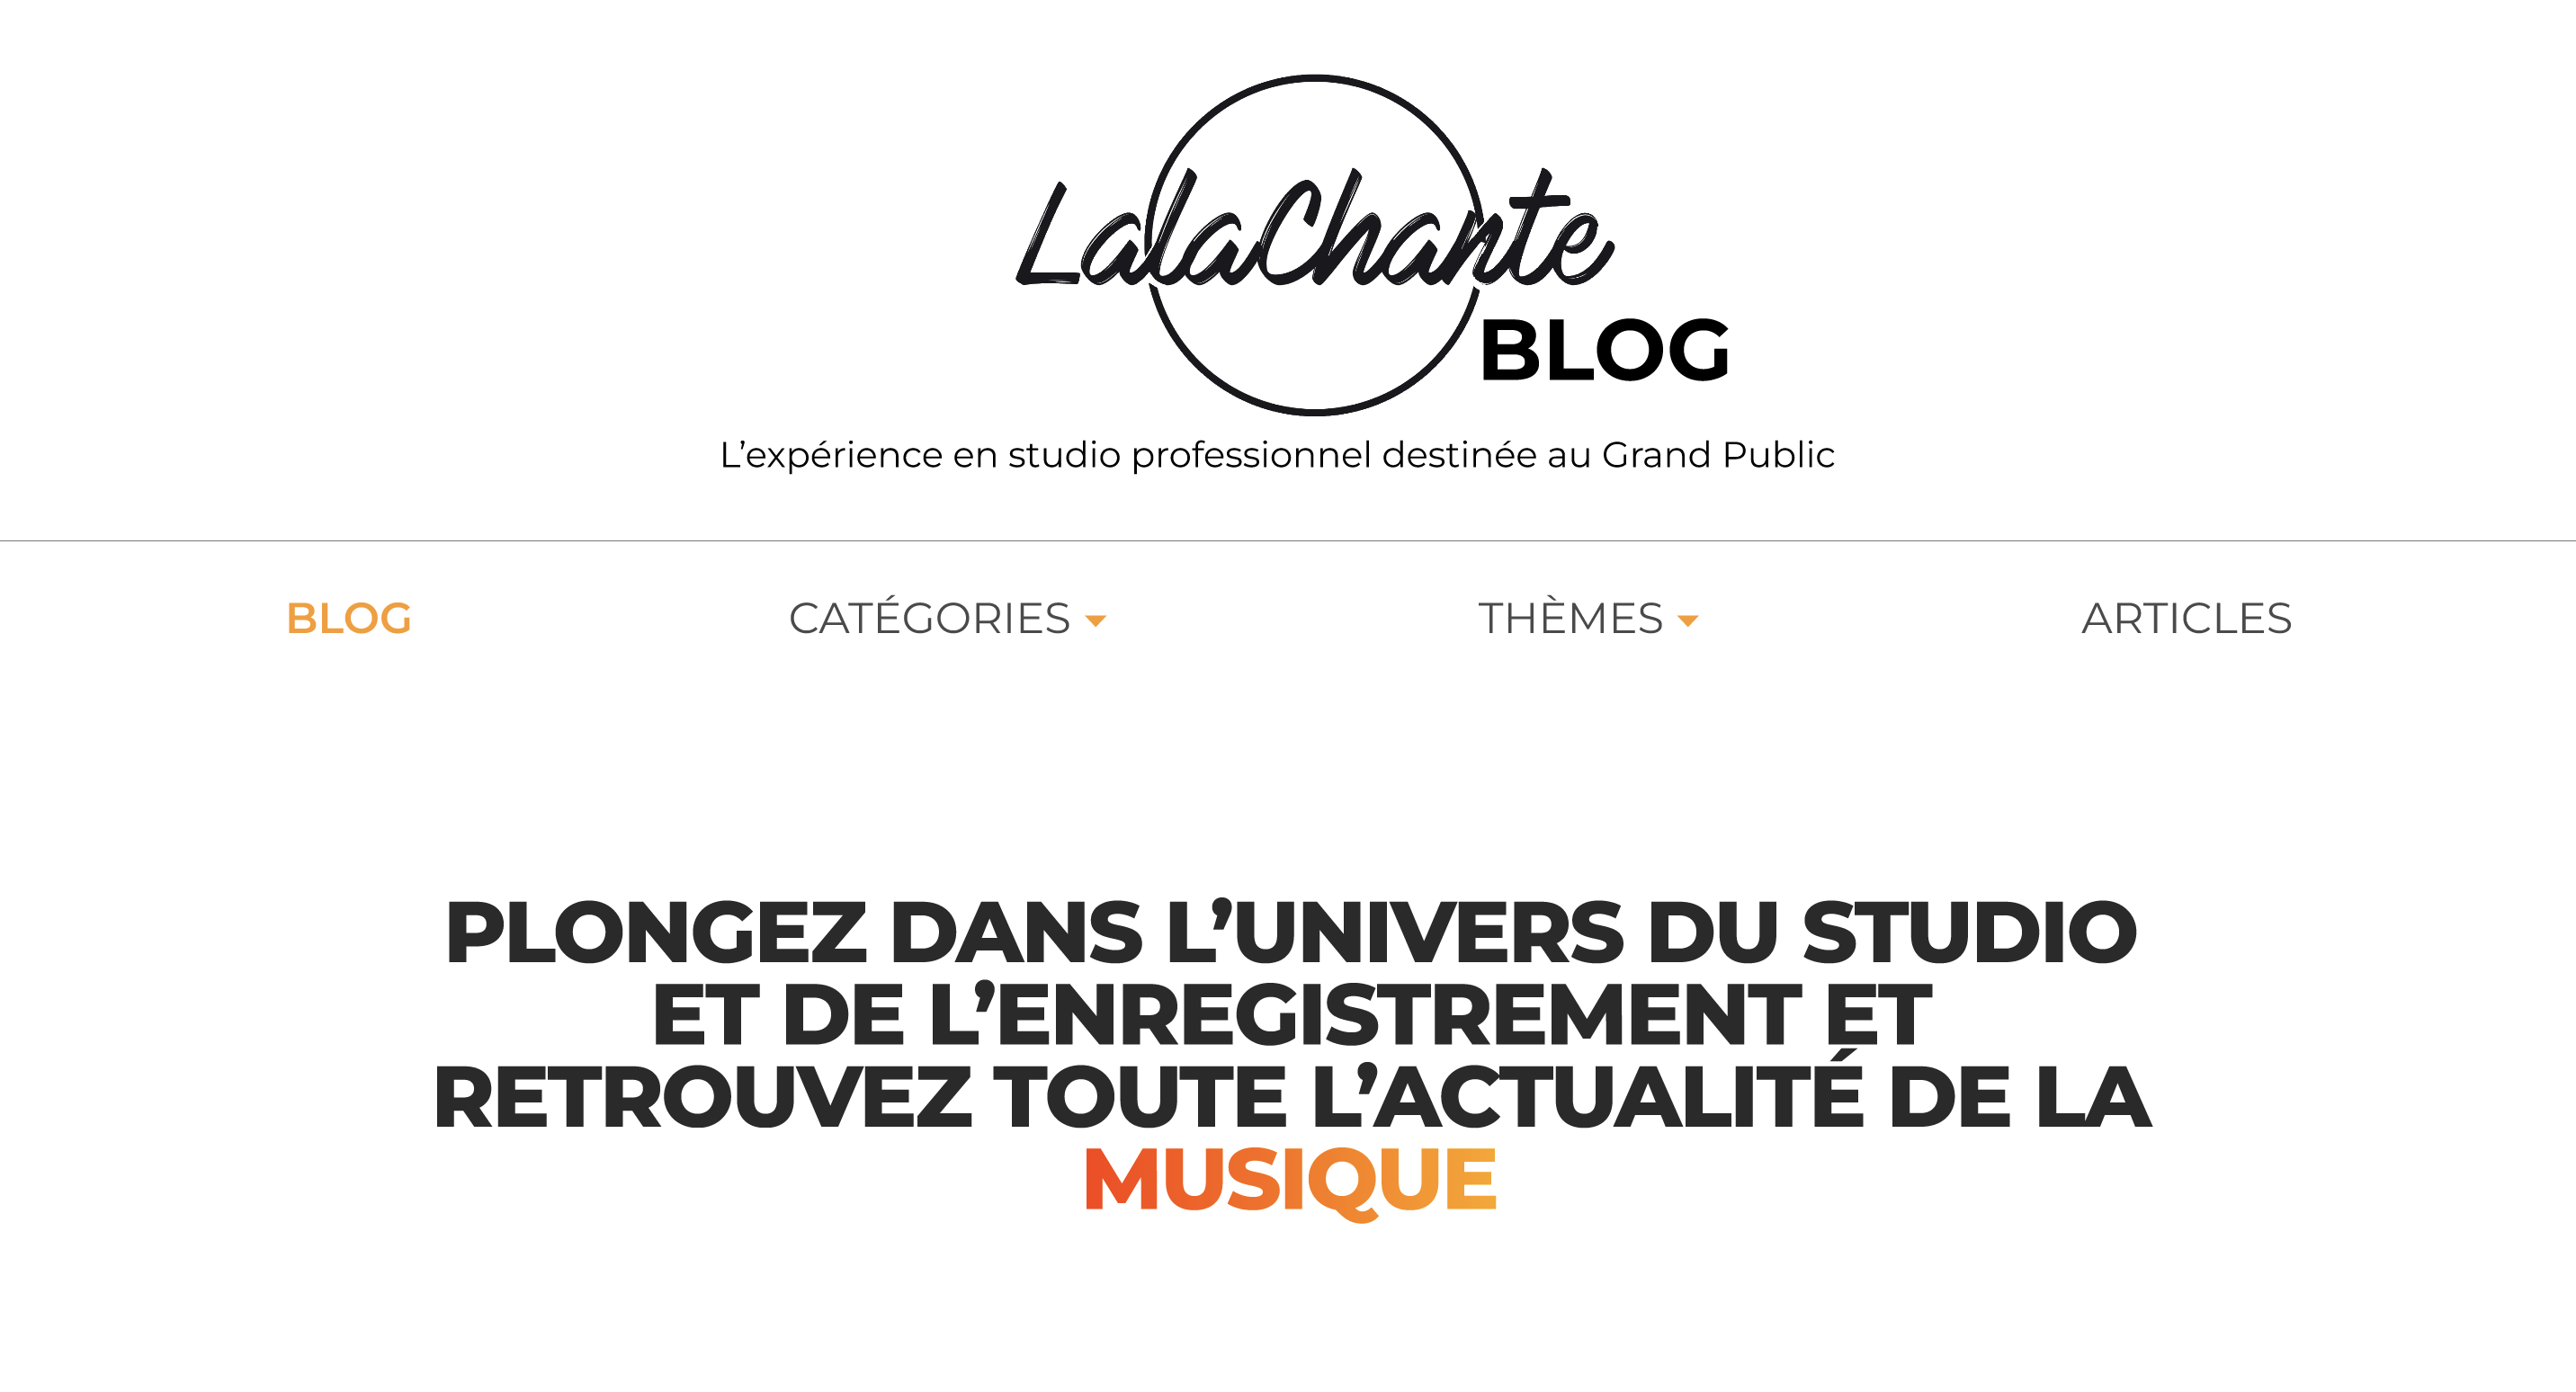 LalaChante
BLOG
L’expérience en studio professionnel destinée au Grand Public
BLOG
CATÉGORIES
THÈMES
ARTICLES
PLONGEZ DANS L’UNIVERS DU STUDIO
ET DE L’ENREGISTREMENT ET
RETROUVEZ TOUTE L’ACTUALITÉ DE LA
MUSIQUE